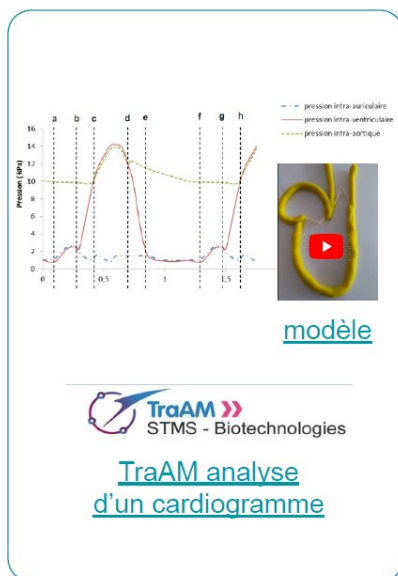 pression intra-auriculaire
pression intra-ventriculaire
pression intra-aortique
a b c d e f g h
Pression (kPa)
16
14
12
10
8
6
4
2
0
0 0,5 1 1,5
modèle
TraAM
STMS - Biotechnologies
TraAM analyse
d'un cardiogramme